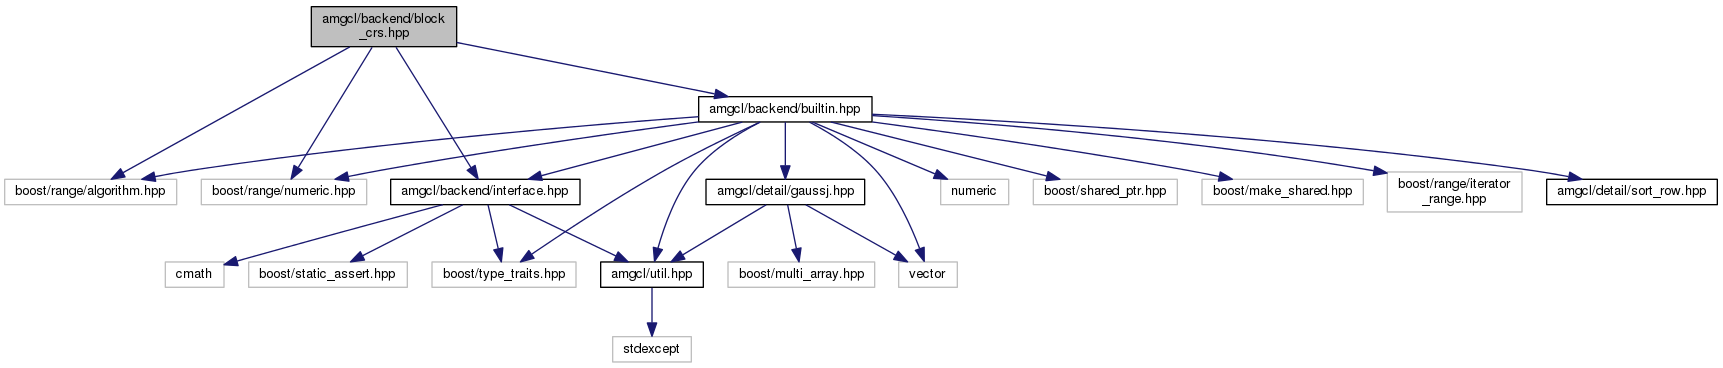 amgcl/backend/block
_crs.hpp
amgcl/backend/builtin.hpp
boost/range/algorithm.hpp
boost/range/numeric.hpp
amgcl/backend/interface.hpp
amgcl/detail/gaussj.hpp
numeric
boost/shared_ptr.hpp
boost/make_shared.hpp
boost/range/iterator
_range.hpp
amgcl/detail/sort_row.hpp
cmath
boost/static_assert.hpp
boost/type_traits.hpp
amgcl/util.hpp
boost/multi_array.hpp
vector
stdexcept